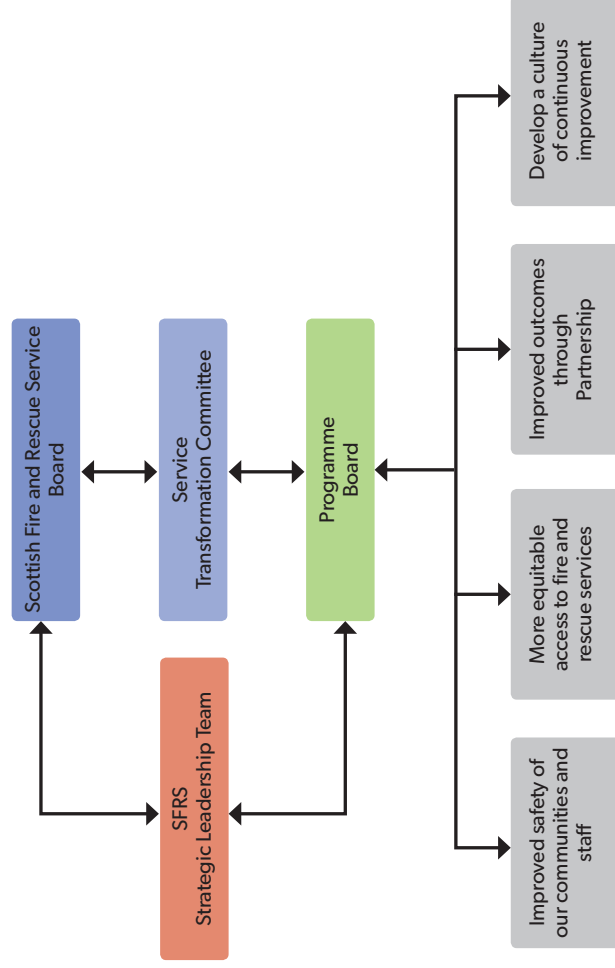 Scottish Fire and Rescue Service
Board
SFRS
Strategic Leadership Team
Service
Transformation Committee
Programme
Board
Improved safety of
our communities and
staff
More equitable
access to fire and
rescue services
Improved outcomes
through
Partnership
Develop a culture
of continuous
improvement